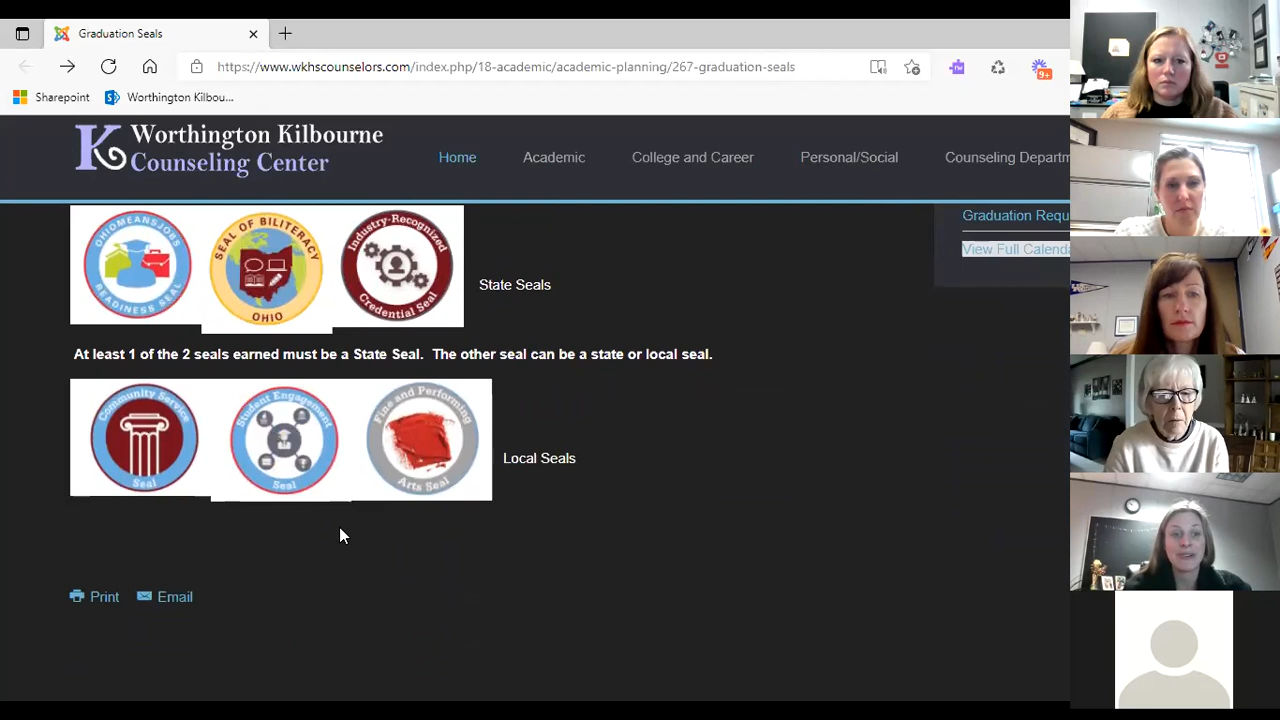 Graduation Seals
https://www.wkhscounselors.com/index.php/18-academic/academic-planning/267-graduation-seals
9+
Sharepoint
Worthington Kilbou...
K Worthington Kilbourne
Counseling Center
Home
Academic
College and Career
Personal/Social
Counseling Departm
Graduation Requ
View Full Calenda
OHIOMEANSJOBS
READINESS SEAL
SEAL OF BILITERACY
OHIO
Industry-Recognized
Credential Seal
State Seals
At least 1 of the 2 seals earned must be a State Seal. The other seal can be a state or local seal.
Community Service
Seal
Student Engagement
Seal
Fine and Performing
Arts Seal
Local Seals
Print
Email